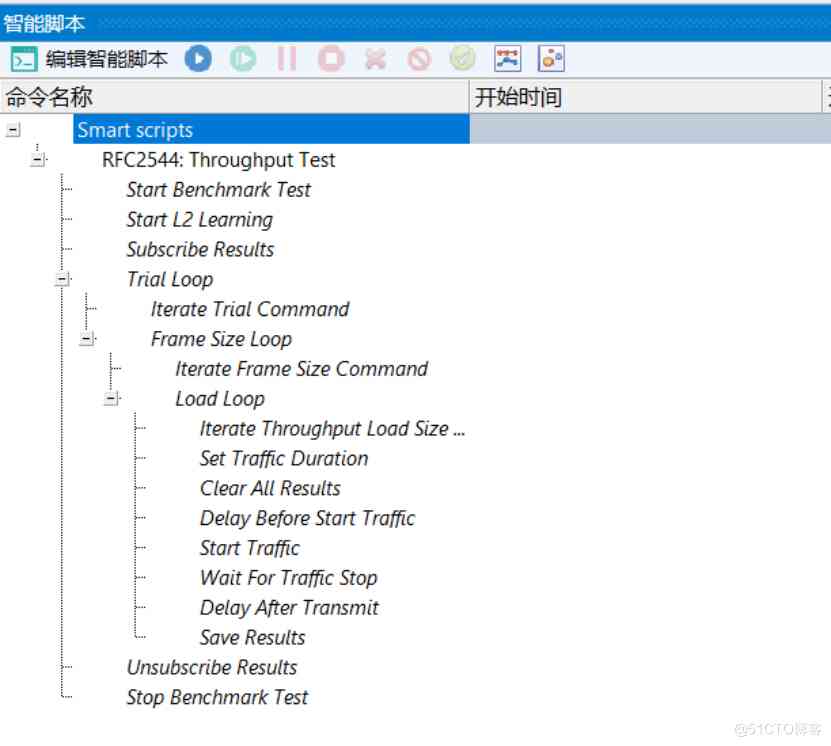 智能脚本
编辑智能脚本
命令名称 开始时间
Smart scripts
RFC2544: Throughput Test
Start Benchmark Test
Start L2 Learning
Subscribe Results
Trial Loop
Iterate Trial Command
Frame Size Loop
Iterate Frame Size Command
Load Loop
Iterate Throughput Load Size ...
Set Traffic Duration
Clear All Results
Delay Before Start Traffic
Start Traffic
Wait For Traffic Stop
Delay After Transmit
Save Results
Unsubscribe Results
Stop Benchmark Test
@51CTO博客